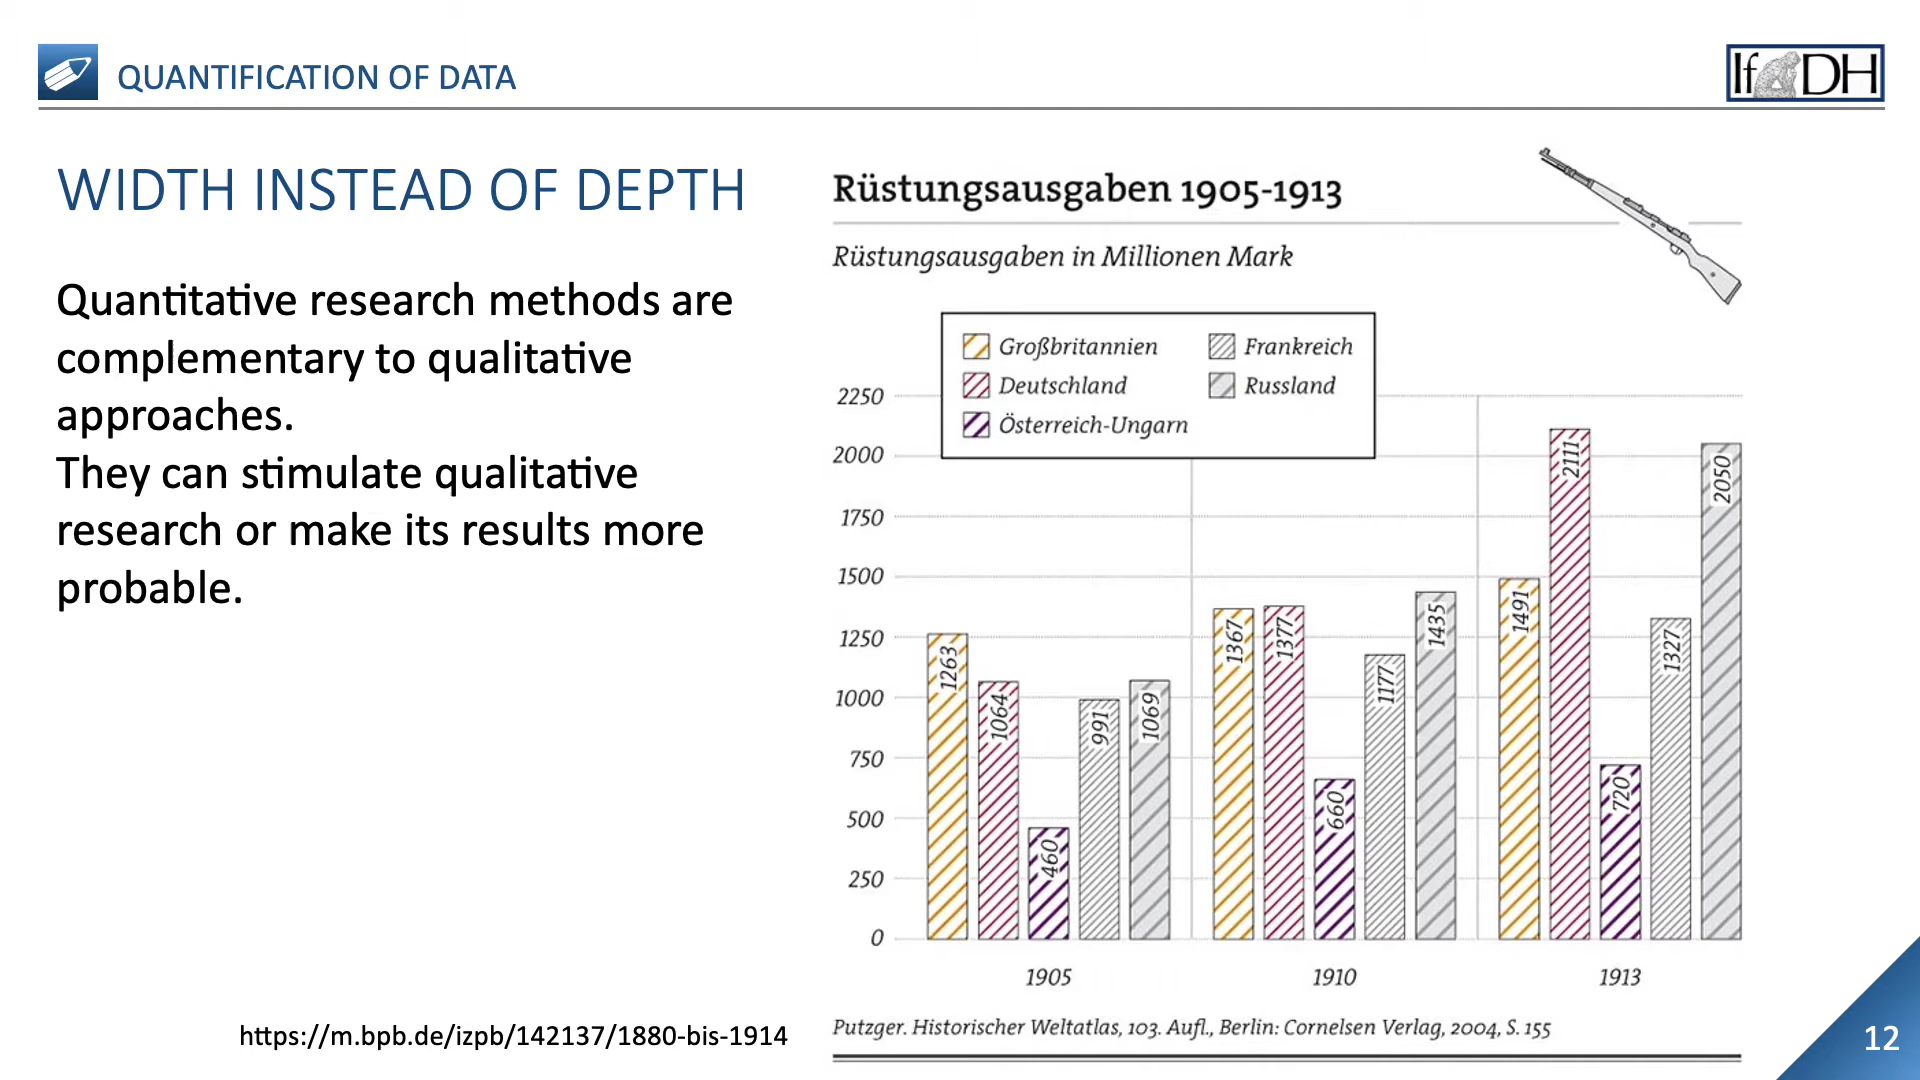 QUANTIFICATION OF DATA
IfDH
WIDTH INSTEAD OF DEPTH
Quantitative research methods are
complementary to qualitative
approaches.
They can stimulate qualitative
research or make its results more
probable.
https://m.bpb.de/izpb/142137/1880-bis-1914
Rüstungsausgaben 1905-1913
Rüstungsausgaben in Millionen Mark
Großbritannien
Frankreich
Deutschland
Russland
Österreich-Ungarn
2250
2000
1750
1500
1250
1000
750
500
250
0
1263
1064
460
991
1069
1367
1377
660
1177
1435
1491
2111
720
1327
2050
1905
1910
1913
Putzger. Historischer Weltatlas, 103. Aufl., Berlin: Cornelsen Verlag, 2004, S. 155
12